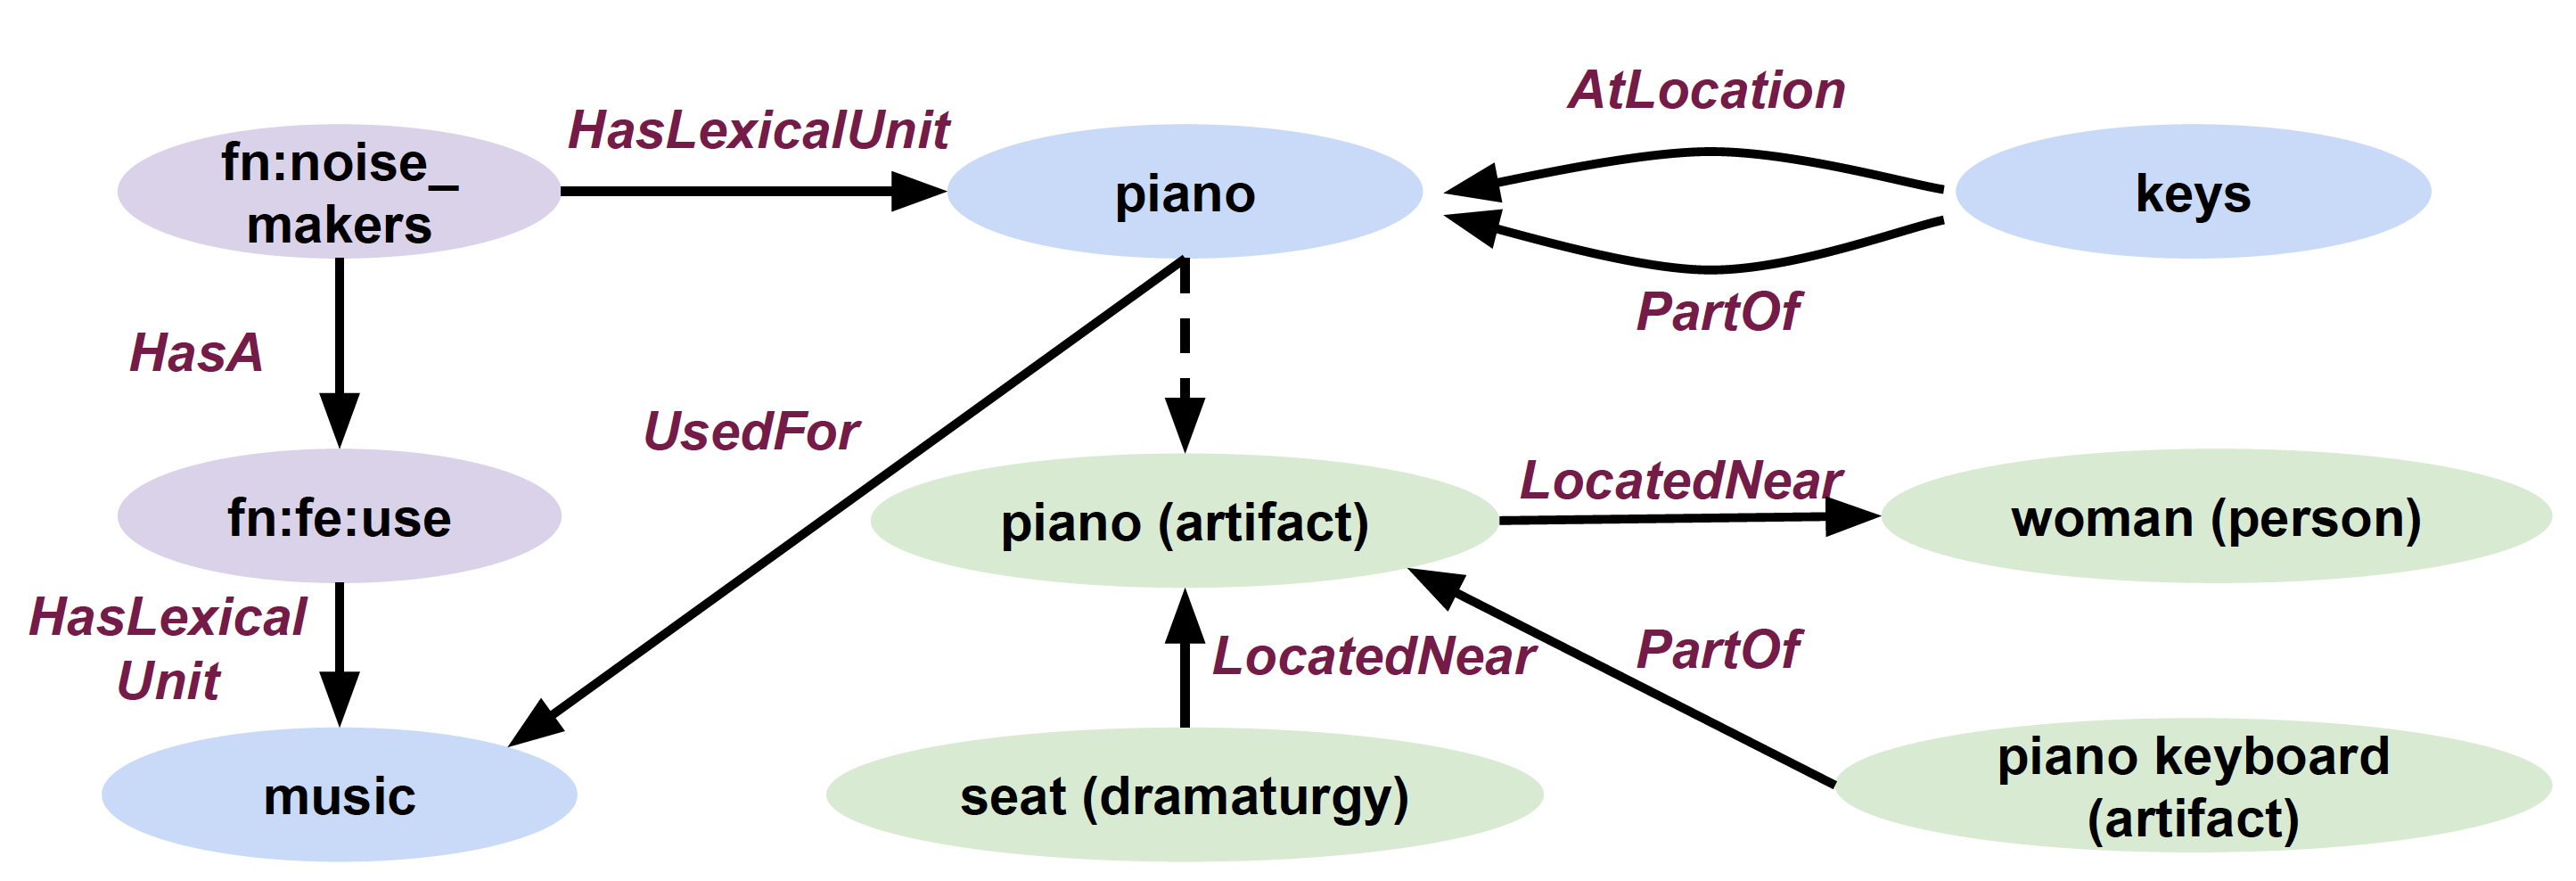 AtLocation
HasLexicalUnit
fn:noise_
makers
piano
keys
PartOf
HasA
UsedFor
LocatedNear
fn:fe:use
piano (artifact)
woman (person)
HasLexical
Unit
LocatedNear
PartOf
music
seat (dramaturgy)
piano keyboard
(artifact)